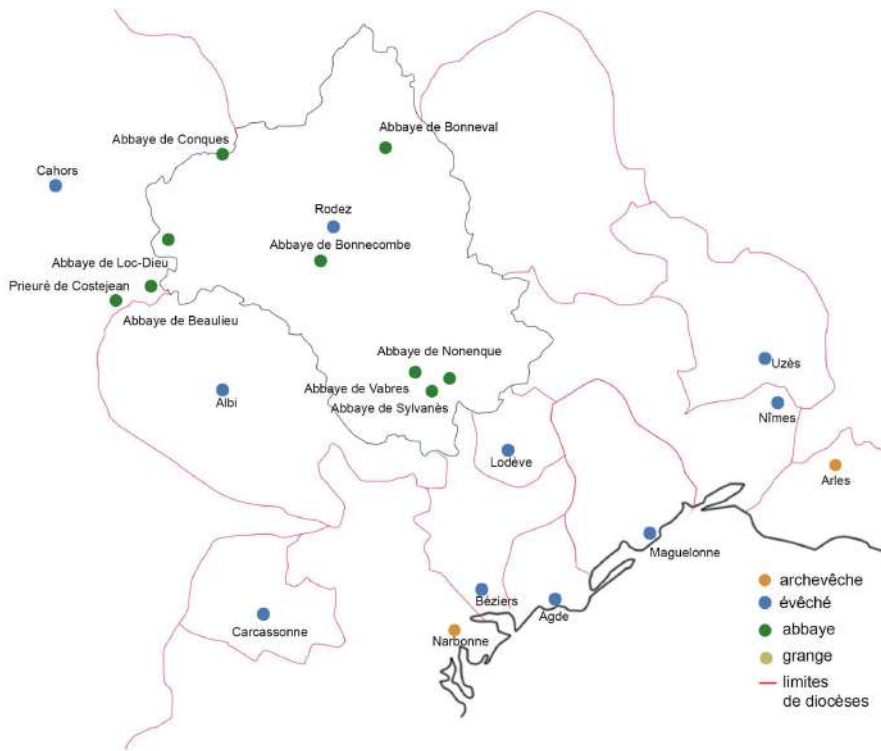 Abbaye de Bonneval
Abbaye de Conques
Cahors
Rodez
Abbaye de Bonnecombe
Abbaye de Loc-Dieu
Prieuré de Costejean
Abbaye de Beaulieu
Abbaye de Nonenque
Uzès
Abbaye de Vabres
Albi
Abbaye de Sylvanès
Nîmes
Lodève
Arles
Maguelonne
Béziers
Agde
Carcassonne
Narbonne
archevêche
évêché
abbaye
grange
limites
de diocèses